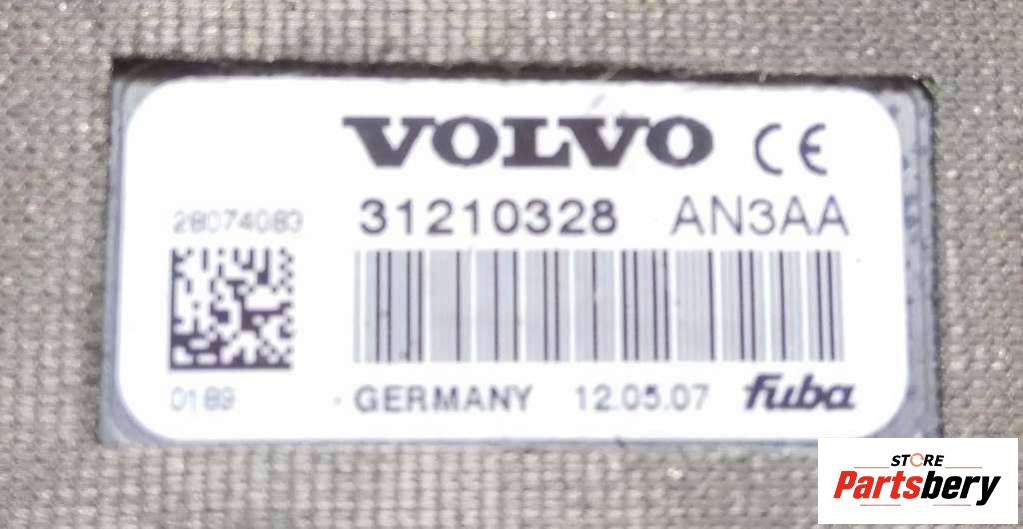 VOLVO CE
28074083 31210328 AN3AA
0189 GERMANY 12.05.07 fuba
STORE
Partsbery